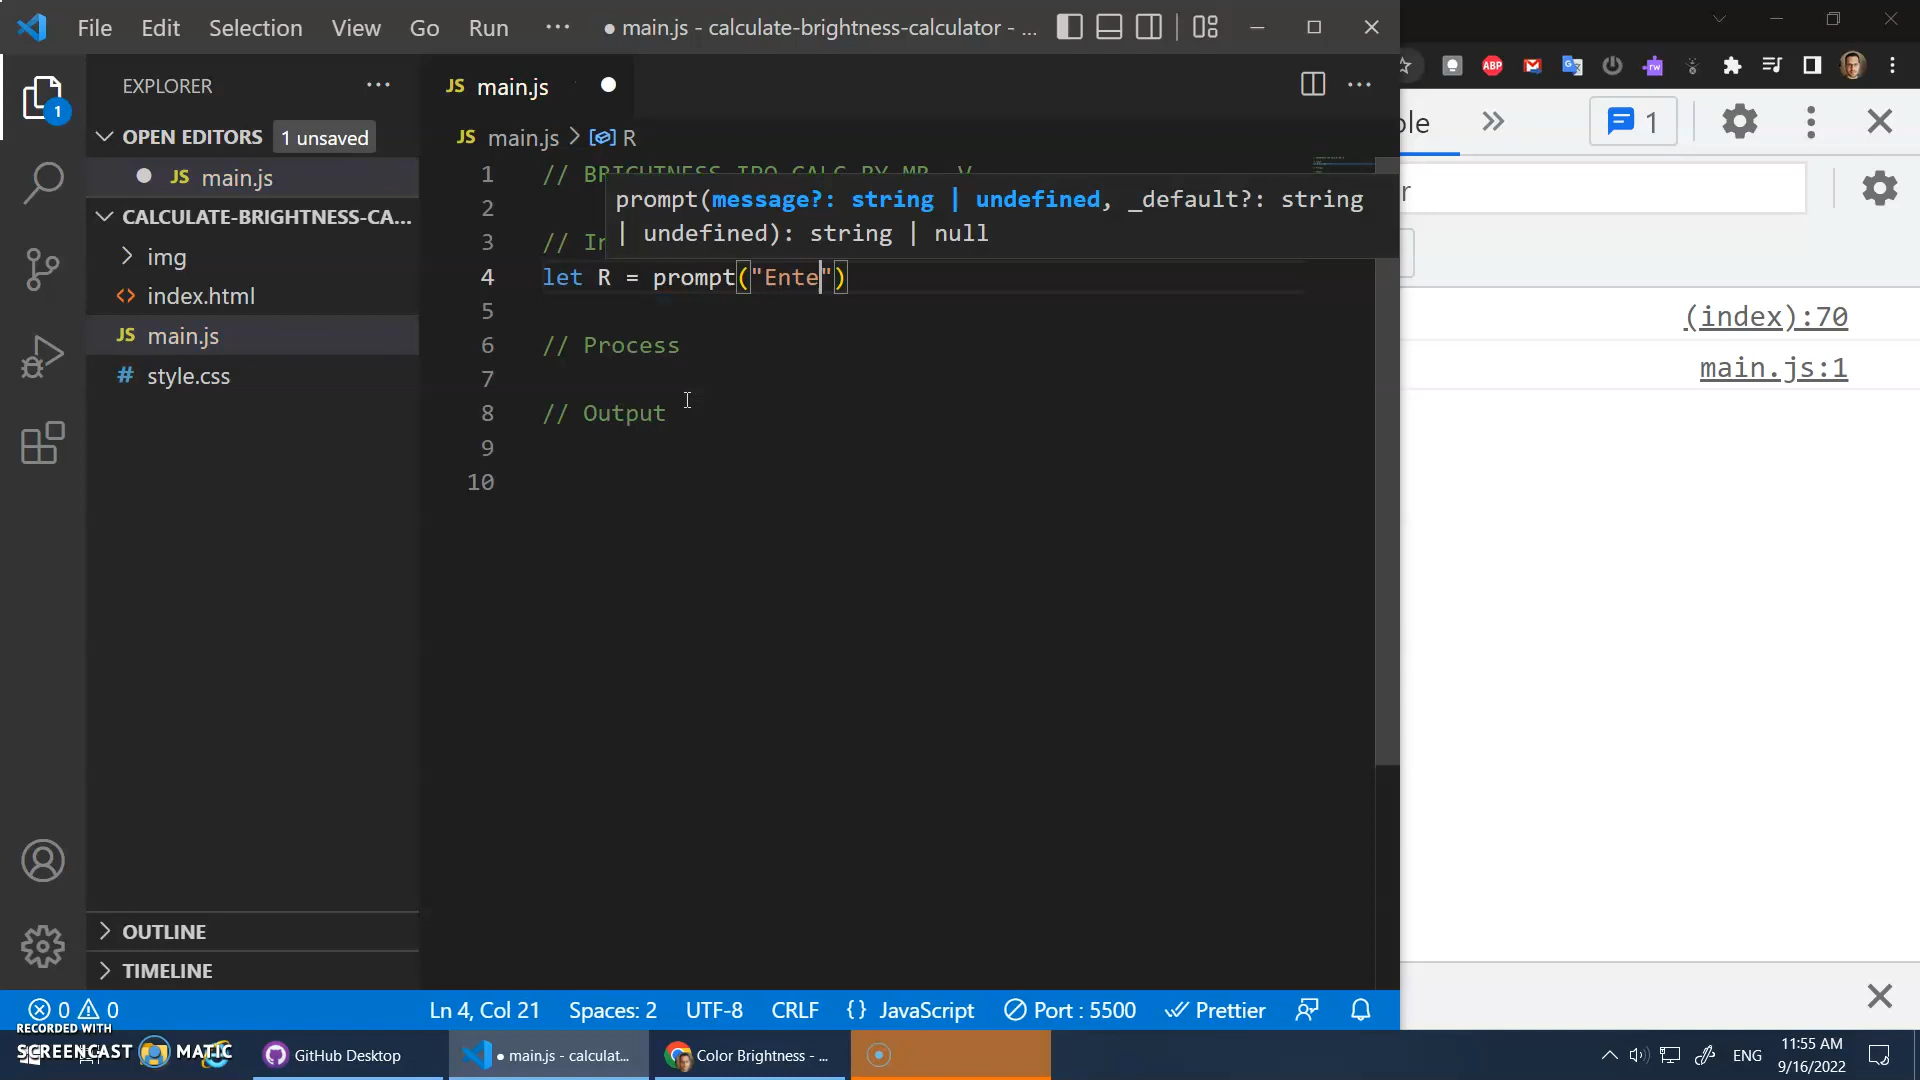 File Edit Selection View Go Run ··· ● main.js - calculate-brightness-calculator - ...
EXPLORER ···
JS main.js ●
OPEN EDITORS 1 unsaved
JS main.js > R
JS main.js
CALCULATE-BRIGHTNESS-CA...
img
index.html
JS main.js
# style.css
1 // BRIGHTNESS IPO CALC BY MR. V
prompt(message?: string | undefined, _default?: string
| undefined): string | null
2
3 // In
4 let R = prompt("Ente")
5
6 // Process
7
8 // Output
9
10
OUTLINE
TIMELINE
ABP
ole » 1
r
(index):70
main.js:1
0 0 Ln 4, Col 21 Spaces: 2 UTF-8 CRLF {} JavaScript Port : 5500 Prettier
RECORDED WITH
SCREENCAST MATIC
GitHub Desktop
● main.js - calculat...
Color Brightness - ...
ENG
11:55 AM
9/16/2022